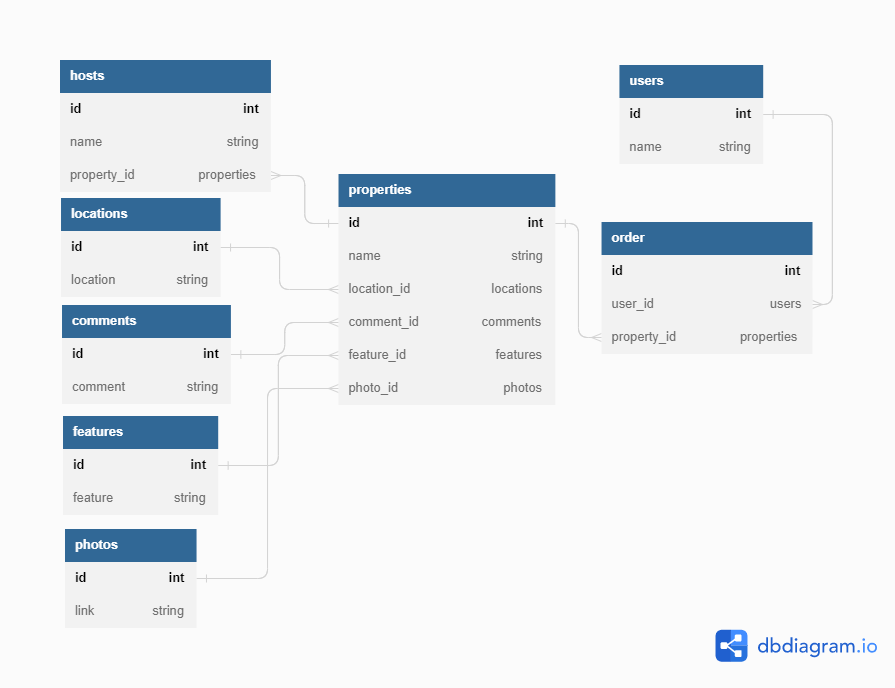 hosts
id int
name string
property_id properties
locations
id int
location string
comments
id int
comment string
features
id int
feature string
photos
id int
link string
properties
id int
name string
location_id locations
comment_id comments
feature_id features
photo_id photos
users
id int
name string
order
id int
user_id users
property_id properties
dbdiagram.io